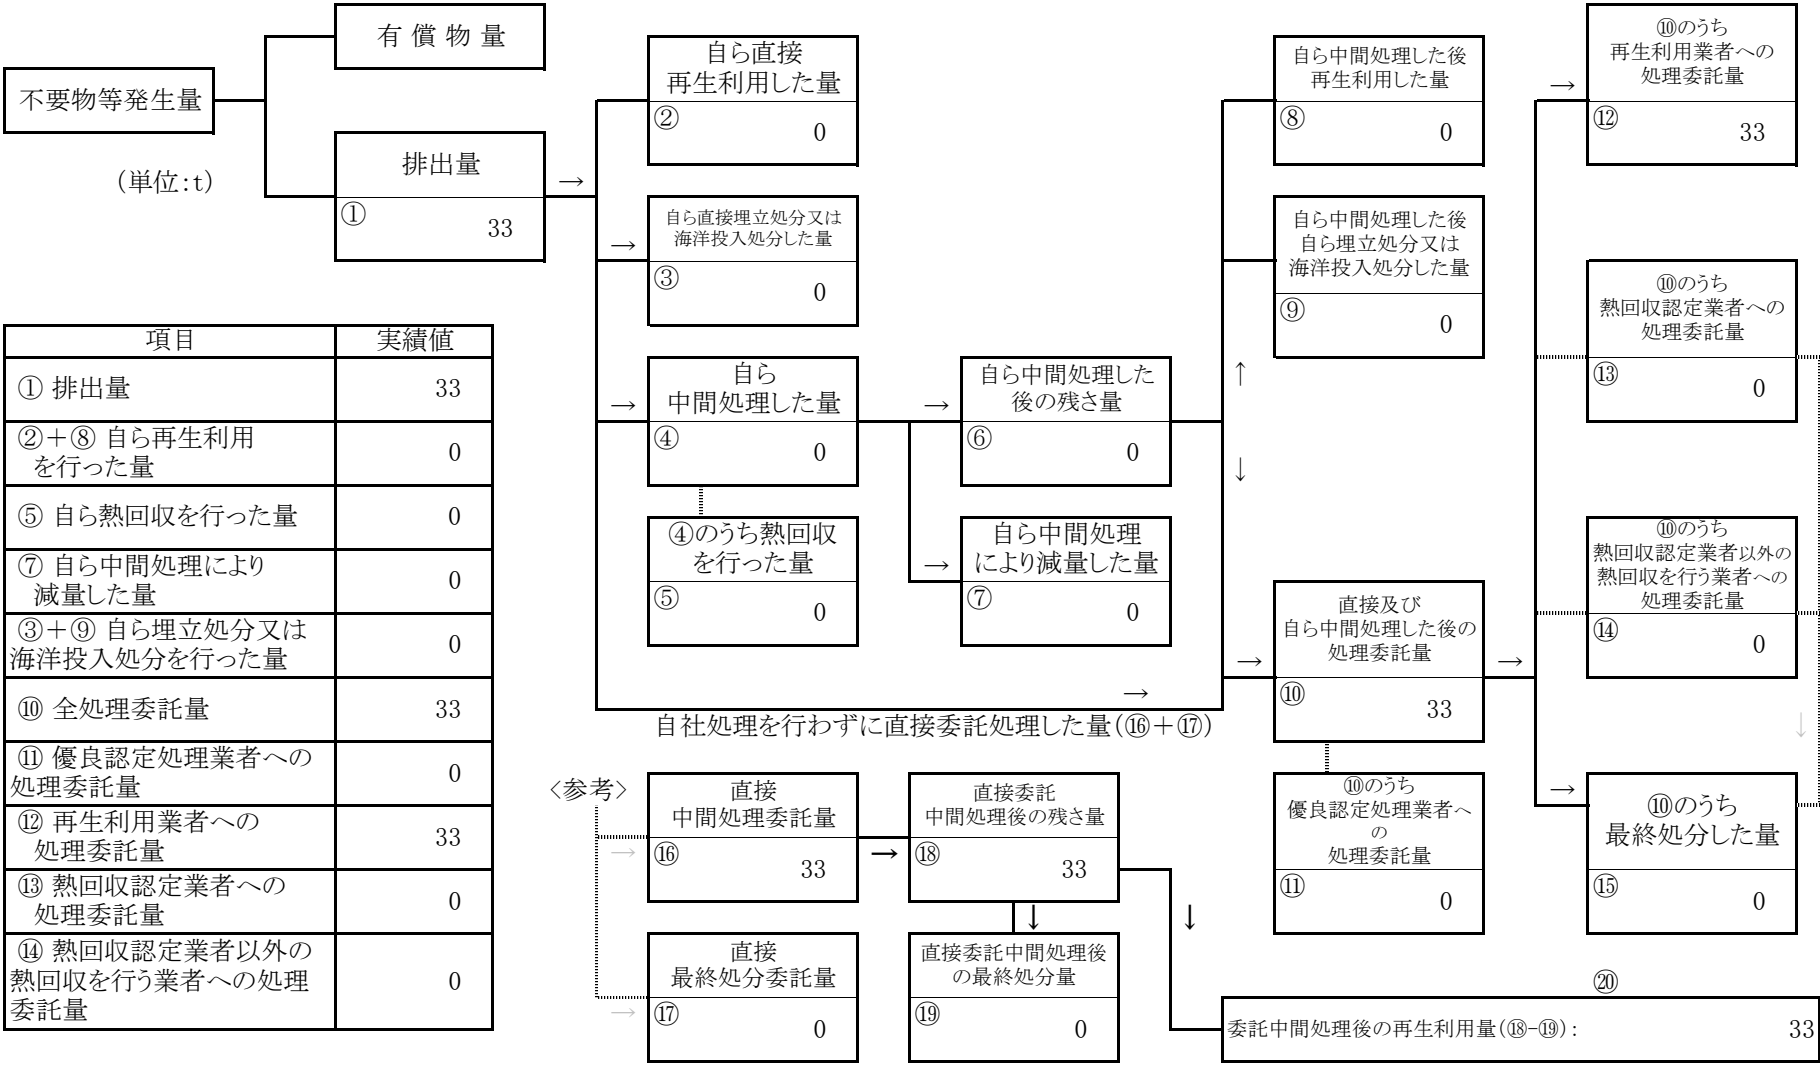 不要物等発生量
(単位:t)
有 償 物 量
排出量
①
33
→
自ら直接
再生利用した量
②
0
→
自ら直接埋立処分又は
海洋投入処分した量
③
0
→
自ら
中間処理した量
④
0
④のうち熱回収
を行った量
⑤
0
→
自ら中間処理した
後の残さ量
⑥
0
→
自ら中間処理
により減量した量
⑦
0
自ら中間処理した後
再生利用した量
⑧
0
自ら中間処理した後
自ら埋立処分又は
海洋投入処分した量
⑨
0
↑
↓
→
自社処理を行わずに直接委託処理した量(⑯+⑰)
→
直接及び
自ら中間処理した後の
処理委託量
⑩
33
⑩のうち
優良認定処理業者へ
の
処理委託量
⑪
0
→
→
⑩のうち
再生利用業者への
処理委託量
⑫
33
⑩のうち
熱回収認定業者への
処理委託量
⑬
0
⑩のうち
熱回収認定業者以外の
熱回収を行う業者への
処理委託量
⑭
0
↓
→
⑩のうち
最終処分した量
⑮
0
項目 実績値
① 排出量 33
②+⑧ 自ら再生利用
を行った量 0
⑤ 自ら熱回収を行った量 0
⑦ 自ら中間処理により
減量した量 0
③+⑨ 自ら埋立処分又は
海洋投入処分を行った量 0
⑩ 全処理委託量 33
⑪ 優良認定処理業者への
処理委託量 0
⑫ 再生利用業者への
処理委託量 33
⑬ 熱回収認定業者への
処理委託量 0
⑭ 熱回収認定業者以外の
熱回収を行う業者への処理
委託量 0
<参考>
→
直接
中間処理委託量
⑯
33
→
直接委託
中間処理後の残さ量
⑱
33
↓
↓
→
直接
最終処分委託量
⑰
0
直接委託中間処理後
の最終処分量
⑲
0
⑳
委託中間処理後の再生利用量(⑱-⑲): 33